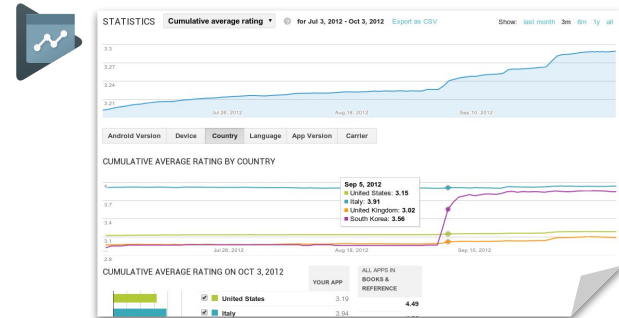 STATISTICS Cumulative average rating for Jul 3, 2012 - Oct 3, 2012 Export as CSV Show: last month 3m 6m 1y all
3.3
3.27
3.24
3.21
Jul 26, 2012 Aug 18, 2012 Sep 10, 2012
Android Version Device Country Language App Version Carrier
CUMULATIVE AVERAGE RATING BY COUNTRY
4
3.7
3.4
3.1
2.8
Sep 5, 2012
United States: 3.15
Italy: 3.91
United Kingdom: 3.02
South Korea: 3.56
Jul 26, 2012 Aug 18, 2012 Sep 10, 2012
CUMULATIVE AVERAGE RATING ON OCT 3, 2012
YOUR APP
ALL APPS IN
BOOKS &
REFERENCE
United States 3.19 4.49
Italy 3.94